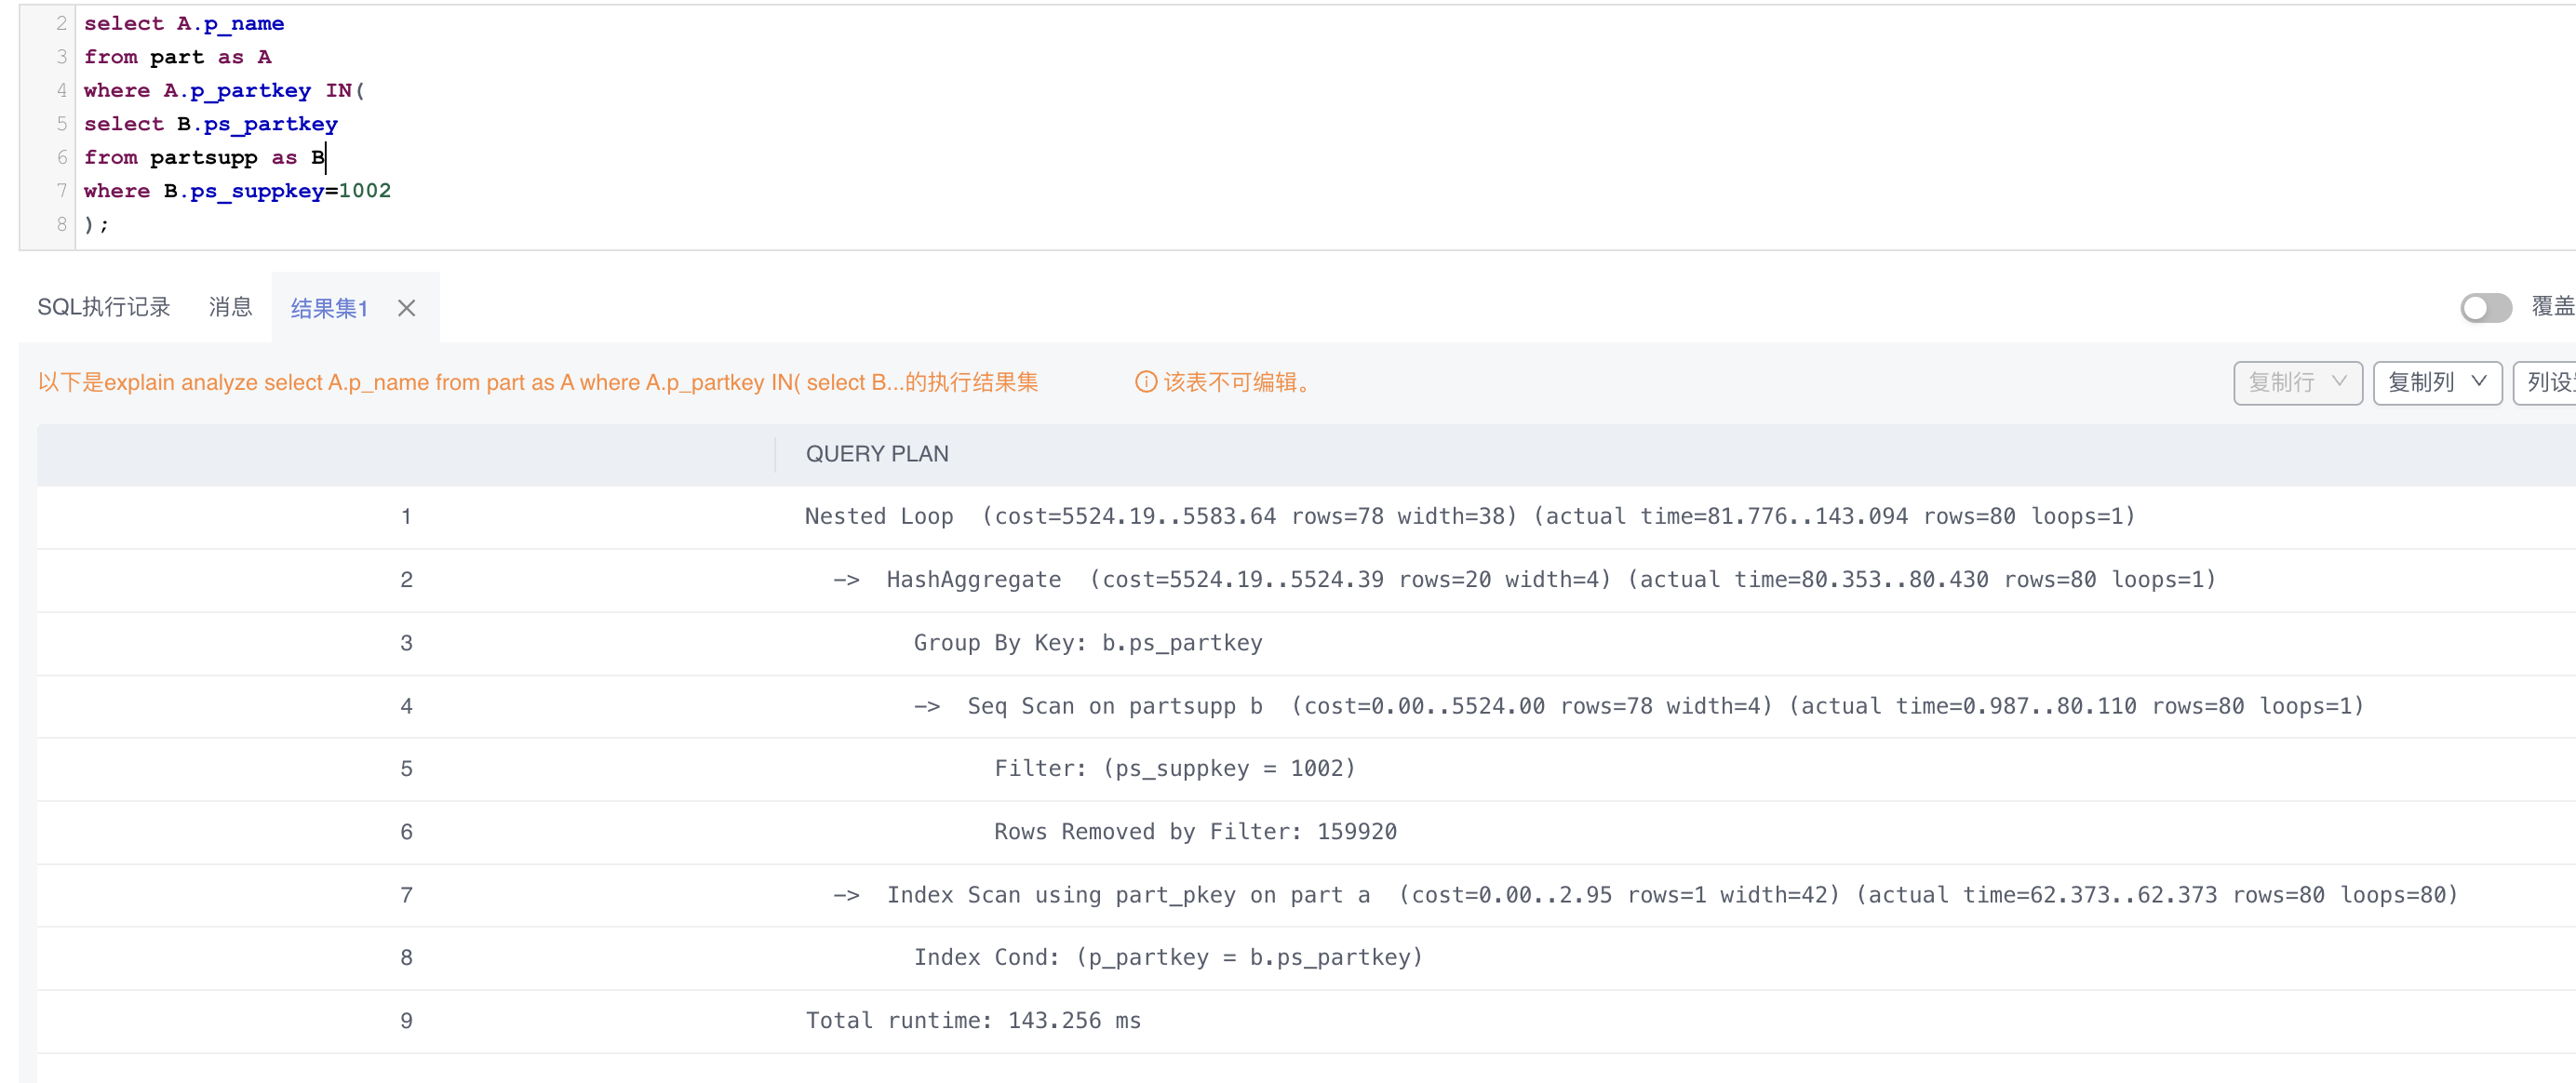 2 select A.p_name
3 from part as A
4 where A.p_partkey IN(
5 select B.ps_partkey
6 from partsupp as B
7 where B.ps_suppkey=1002
8 );
SQL执行记录 消息 结果集1 覆盖
以下是explain analyze select A.p_name from part as A where A.p_partkey IN( select B...的执行结果集 该表不可编辑。 复制行 复制列 列设
QUERY PLAN
1 Nested Loop (cost=5524.19..5583.64 rows=78 width=38) (actual time=81.776..143.094 rows=80 loops=1)
2 -> HashAggregate (cost=5524.19..5524.39 rows=20 width=4) (actual time=80.353..80.430 rows=80 loops=1)
3 Group By Key: b.ps_partkey
4 -> Seq Scan on partsupp b (cost=0.00..5524.00 rows=78 width=4) (actual time=0.987..80.110 rows=80 loops=1)
5 Filter: (ps_suppkey = 1002)
6 Rows Removed by Filter: 159920
7 -> Index Scan using part_pkey on part a (cost=0.00..2.95 rows=1 width=42) (actual time=62.373..62.373 rows=80 loops=80)
8 Index Cond: (p_partkey = b.ps_partkey)
9 Total runtime: 143.256 ms